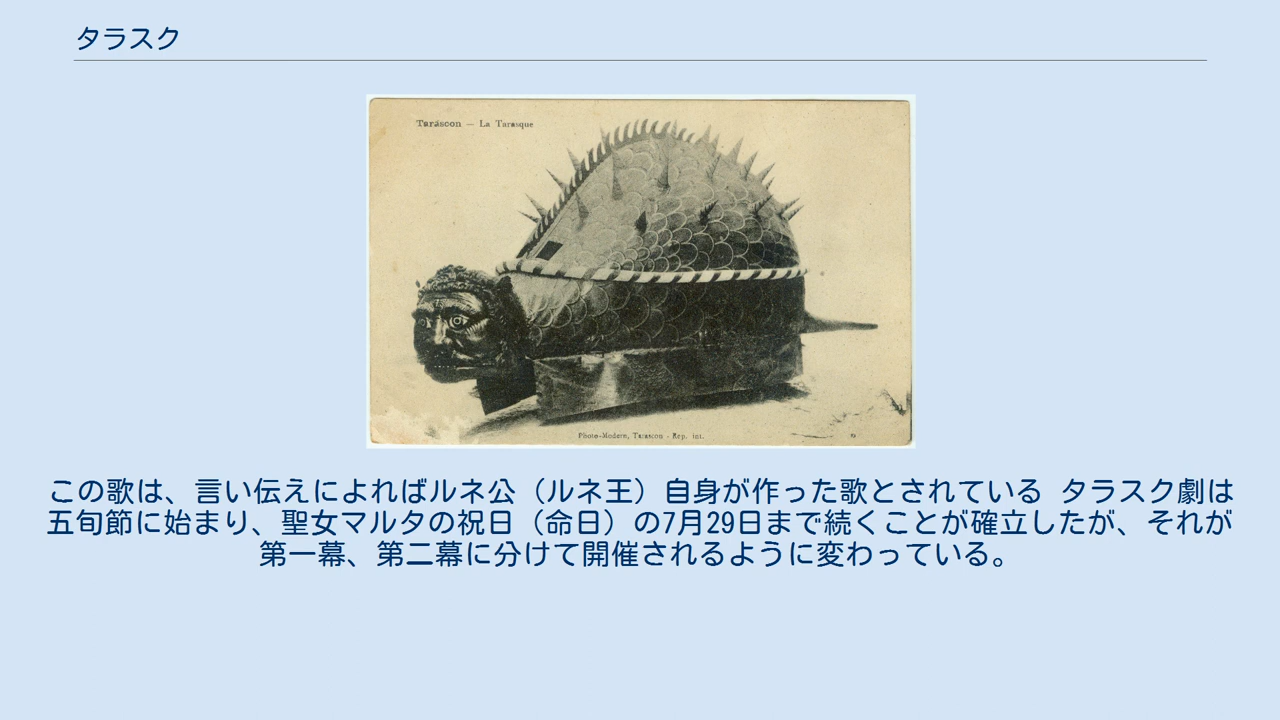 タラスク
Tarascon — La Tarasque
Photo-Modern, Tarascon - Rep. int.
この歌は、言い伝えによればルネ公（ルネ王）自身が作った歌とされている タラスク劇は
五旬節に始まり、聖女マルタの祝日（命日）の7月29日まで続くことが確立したが、それが
第一幕、第二幕に分けて開催されるように変わっている。